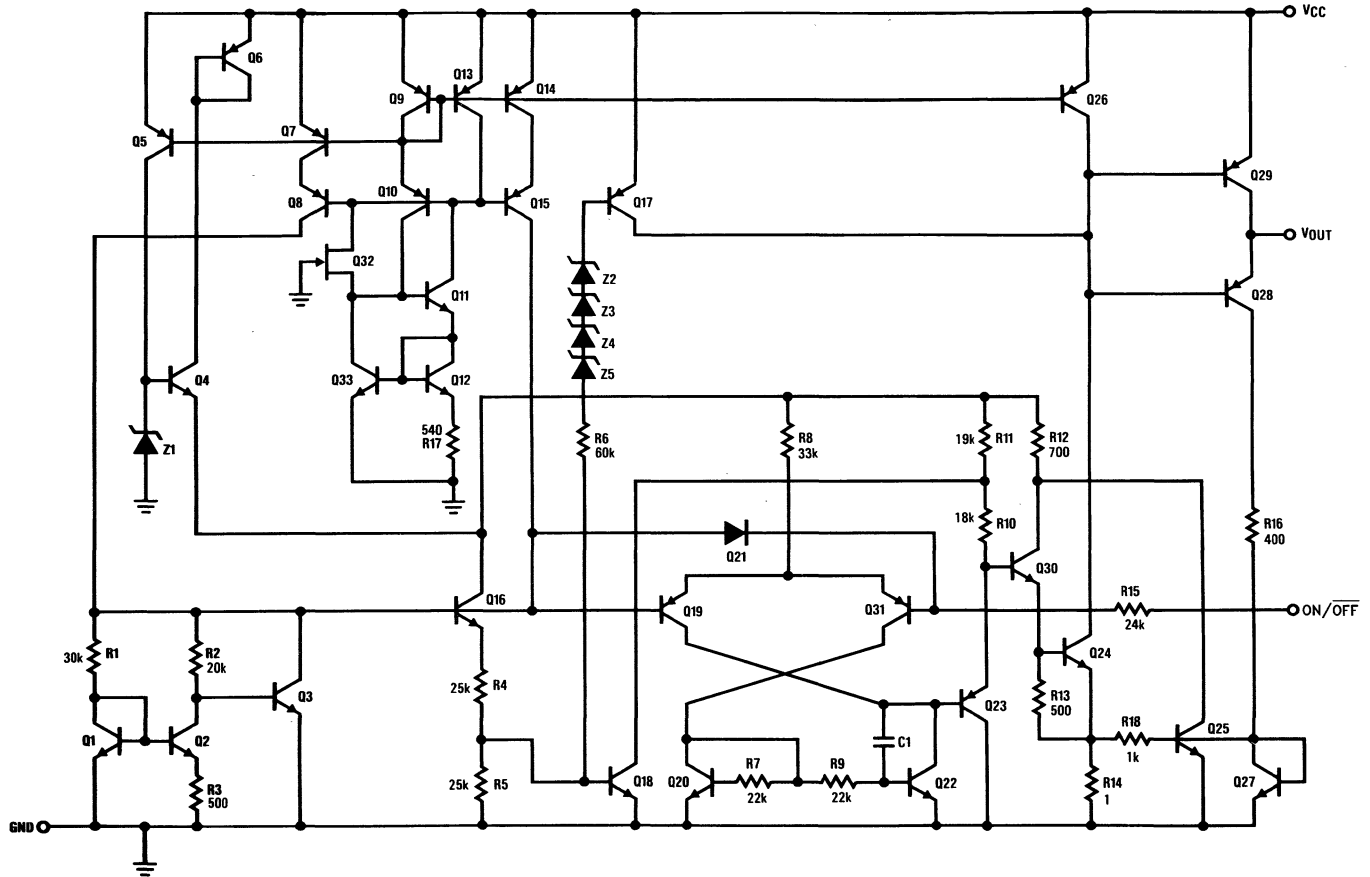 VCC
Q6
Q13
Q9
Q14
Q26
Q5
Q7
Q29
Q8
Q10
Q15
Q17
VOUT
Q32
Z2
Q11
Q28
Z3
Z4
Z5
Q4
Q33
Q12
540
R17
Z1
R6
60k
R8
33k
19k
R11
R12
700
18k
R10
R16
400
Q21
Q30
Q16
Q19
Q31
R15
24k
ON/OFF
30k
R1
R2
20k
Q3
25k
R4
Q24
Q23
R13
500
R18
1k
Q25
Q1
Q2
C1
R3
500
25k
R5
Q18
Q20
R7
22k
R9
22k
Q22
R14
1
Q27
GND